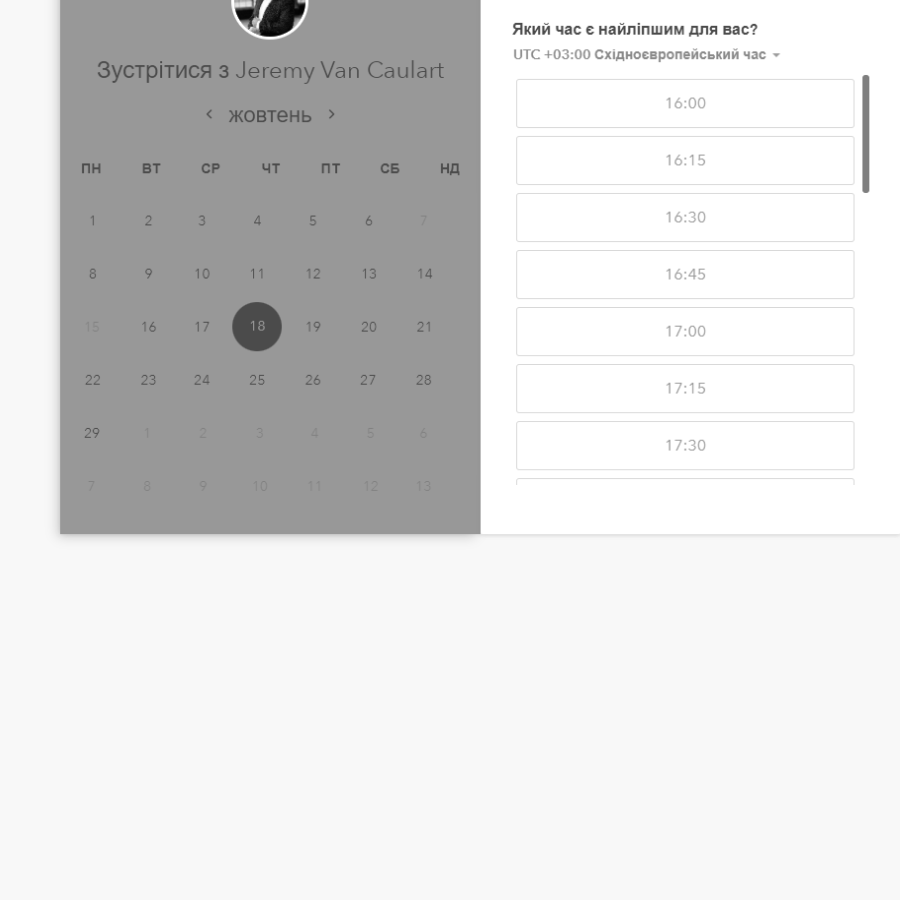 Зустрітися з Jeremy Van Caulart
жовтень
ПН ВТ СР ЧТ ПТ СБ НД
1 2 3 4 5 6 7
8 9 10 11 12 13 14
15 16 17 18 19 20 21
22 23 24 25 26 27 28
29 1 2 3 4 5 6
7 8 9 10 11 12 13
Який час є найліпшим для вас?
UTC +03:00 Східноєвропейський час
16:00
16:15
16:30
16:45
17:00
17:15
17:30